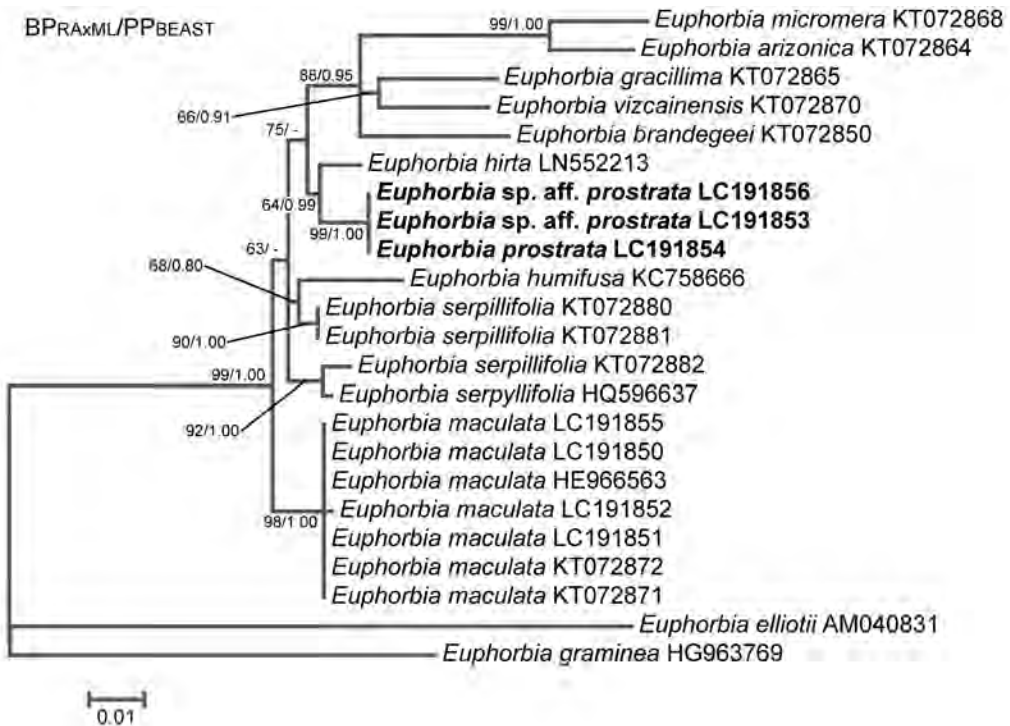 BPRAxML/PPBEAST
99/1.00
Euphorbia micromera KT072868
Euphorbia arizonica KT072864
88/0.95
Euphorbia gracillima KT072865
66/0.91
Euphorbia vizcainensis KT072870
75/ -
Euphorbia brandegeei KT072850
Euphorbia hirta LN552213
Euphorbia sp. aff. prostrata LC191856
64/0.99
Euphorbia sp. aff. prostrata LC191853
99/1.00
Euphorbia prostrata LC191854
63/ -
68/0.80
Euphorbia humifusa KC758666
Euphorbia serpillifolia KT072880
90/1.00
Euphorbia serpillifolia KT072881
Euphorbia serpillifolia KT072882
99/1.00
Euphorbia serpyllifolia HQ596637
92/1.00
Euphorbia maculata LC191855
Euphorbia maculata LC191850
Euphorbia maculata HE966563
Euphorbia maculata LC191852
98/1.00
Euphorbia maculata LC191851
Euphorbia maculata KT072872
Euphorbia maculata KT072871
Euphorbia elliotii AM040831
Euphorbia graminea HG963769
0.01